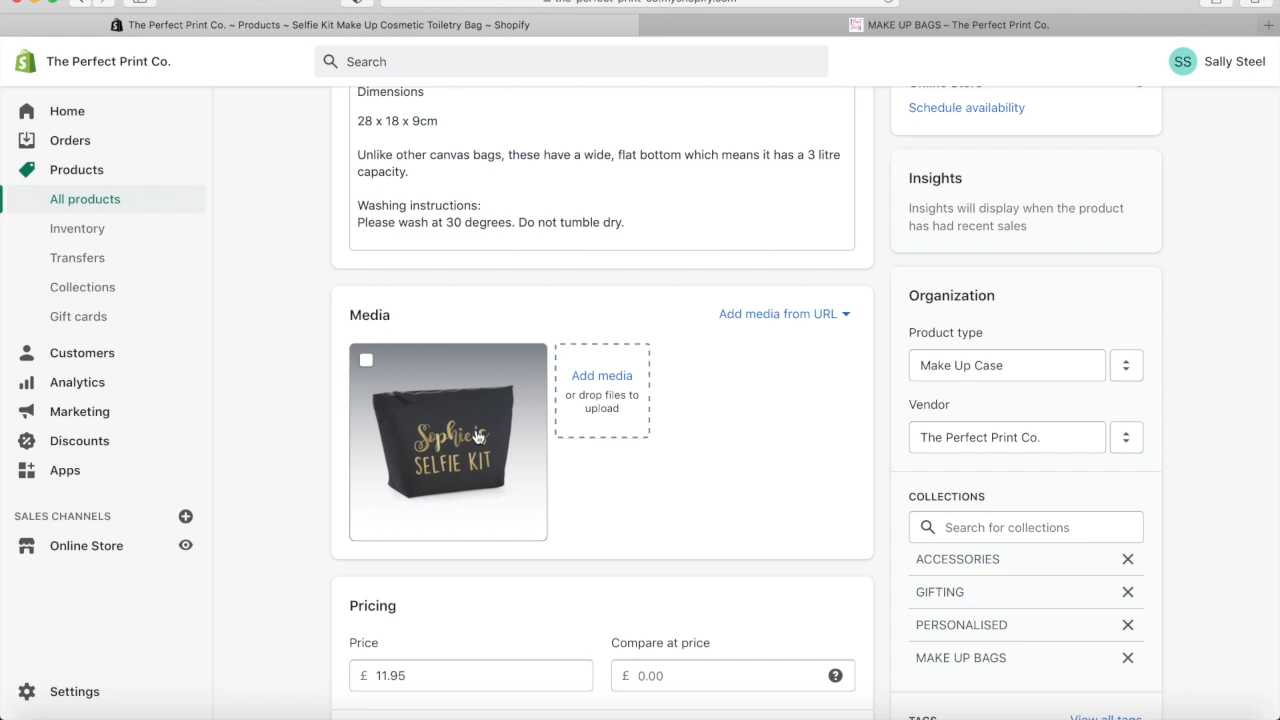 The Perfect Print Co. ~ Products ~ Selfie Kit Make Up Cosmetic Toiletry Bag ~ Shopify
MAKE UP BAGS – The Perfect Print Co.
The Perfect Print Co.
Search
SS
Sally Steel
Home
Orders
Products
All products
Inventory
Transfers
Collections
Gift cards
Customers
Analytics
Marketing
Discounts
Apps
SALES CHANNELS
Online Store
Settings
Dimensions
28 x 18 x 9cm
Unlike other canvas bags, these have a wide, flat bottom which means it has a 3 litre
capacity.
Washing instructions:
Please wash at 30 degrees. Do not tumble dry.
Media
Add media from URL
Sophie's
SELFIE KIT
Add media
or drop files to
upload
Pricing
Price
Compare at price
£ 11.95
£ 0.00
Schedule availability
Insights
Insights will display when the product
has had recent sales
Organization
Product type
Make Up Case
Vendor
The Perfect Print Co.
COLLECTIONS
Search for collections
ACCESSORIES
GIFTING
PERSONALISED
MAKE UP BAGS
TAGS
View all tags